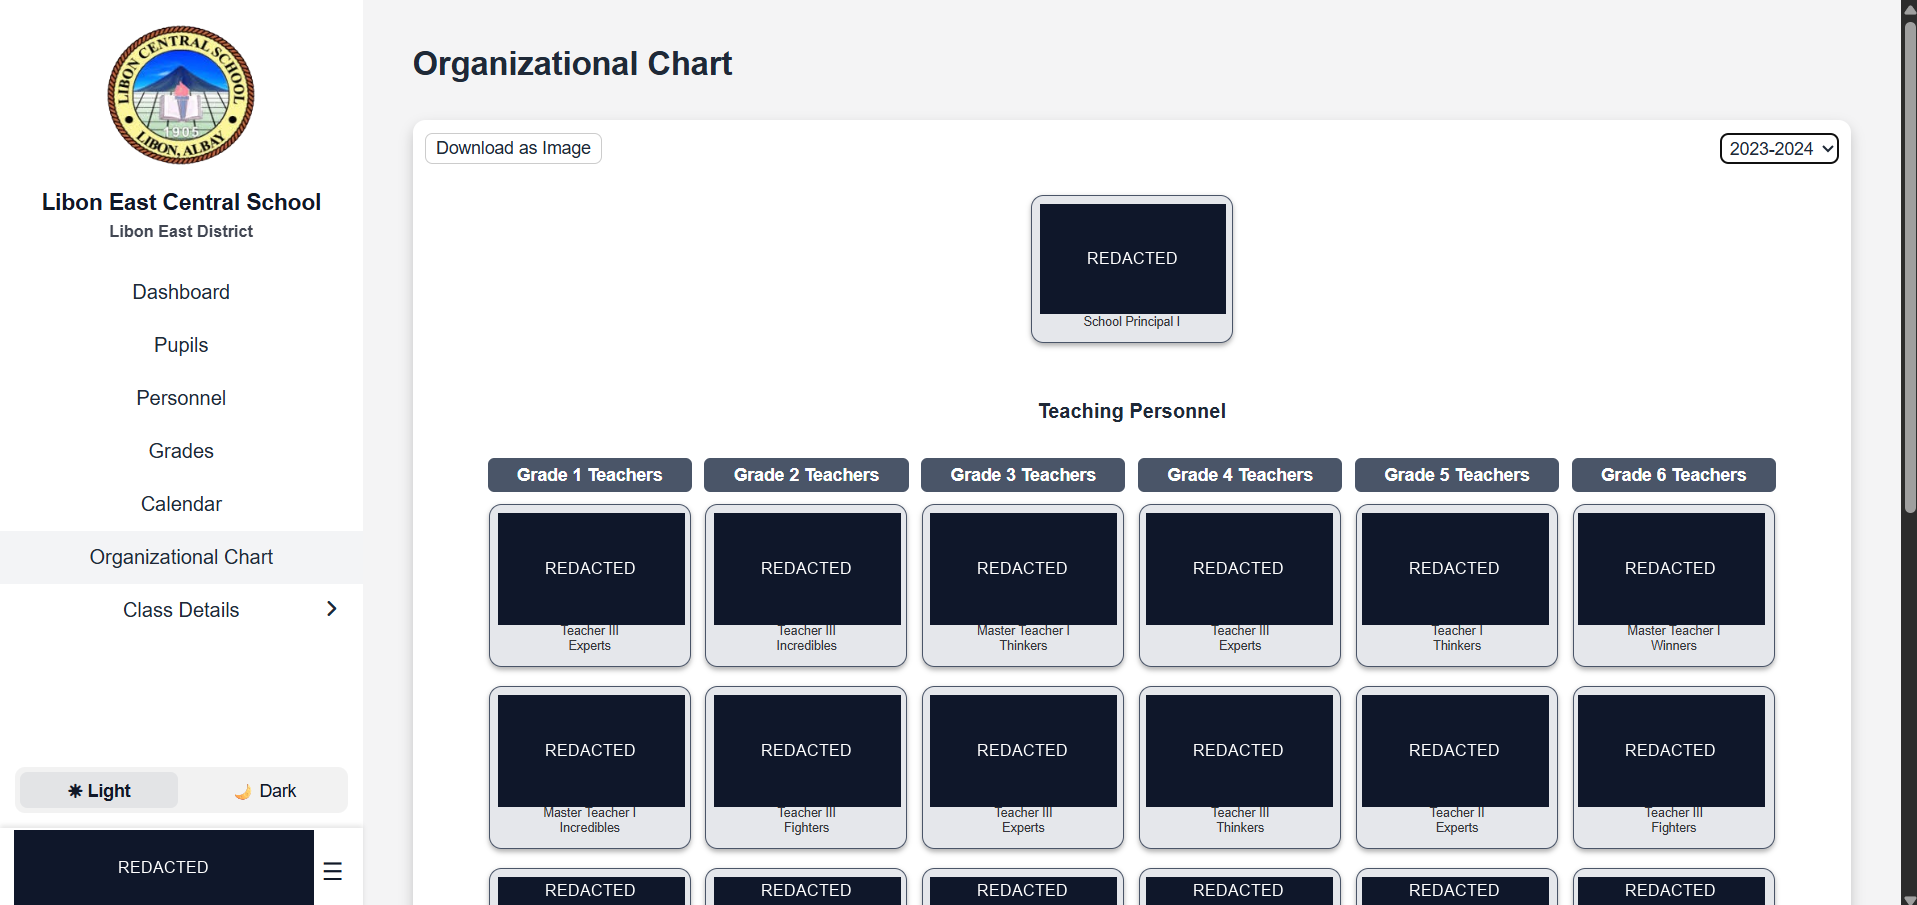 LIBON CENTRAL SCHOOL
1905
LIBON, ALBAY
Libon East Central School
Libon East District
Dashboard
Pupils
Personnel
Grades
Calendar
Organizational Chart
Class Details
Light
Dark
REDACTED
Organizational Chart
Download as Image
2023-2024
REDACTED
School Principal I
Teaching Personnel
Grade 1 Teachers Grade 2 Teachers Grade 3 Teachers Grade 4 Teachers Grade 5 Teachers Grade 6 Teachers
REDACTED REDACTED REDACTED REDACTED REDACTED REDACTED
Teacher III Teacher III Master Teacher I Teacher III Teacher I Master Teacher I
Experts Incredibles Thinkers Experts Thinkers Winners
REDACTED REDACTED REDACTED REDACTED REDACTED REDACTED
Master Teacher I Teacher III Teacher III Teacher III Teacher II Teacher III
Incredibles Fighters Experts Thinkers Experts Fighters
REDACTED REDACTED REDACTED REDACTED REDACTED REDACTED